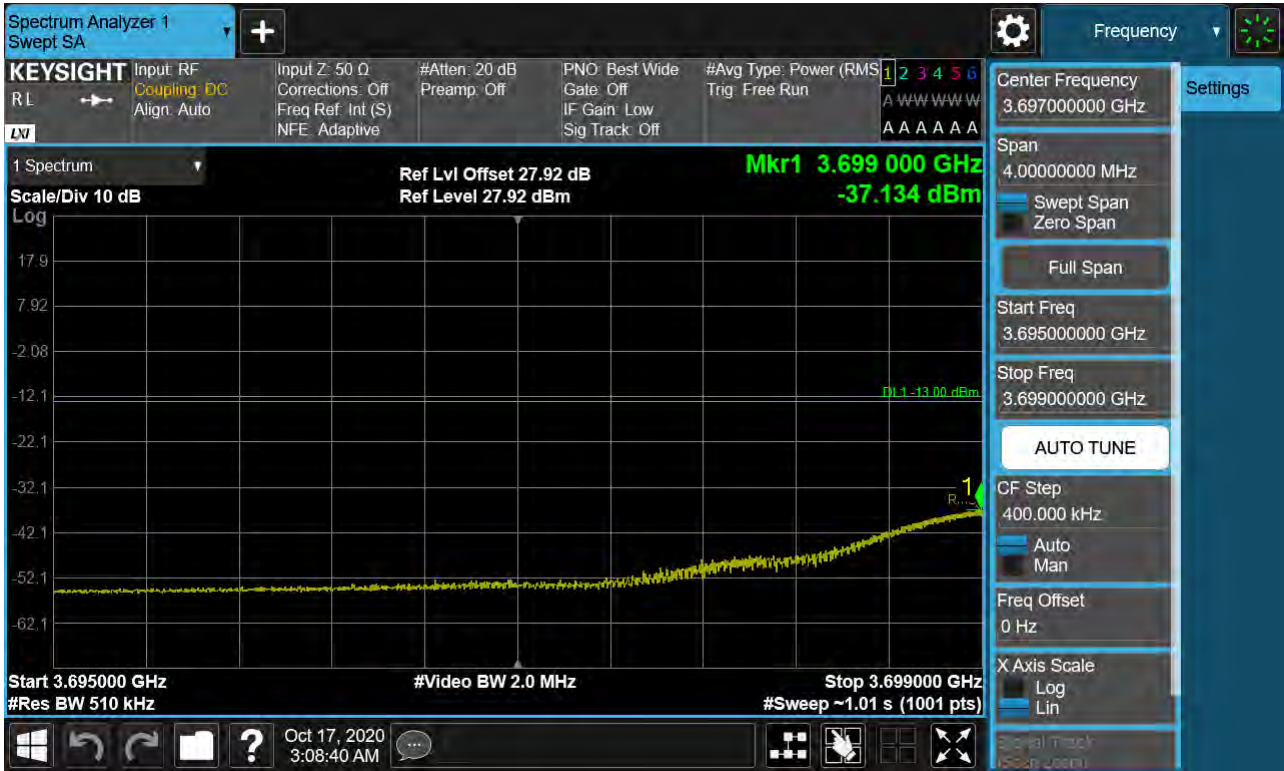 Spectrum Analyzer 1
Swept SA
Frequency
KEYSIGHT
RL
LXI
Input: RF
Coupling: DC
Align: Auto
Input Z: 50 Ω
Corrections: Off
Freq Ref: Int (S)
NFE: Adaptive
#Atten: 20 dB
Preamp: Off
PNO: Best Wide
Gate: Off
IF Gain: Low
Sig Track: Off
#Avg Type: Power (RMS
Trig: Free Run
1 2 3 4 5 6
A W W W W W
A A A A A A
1 Spectrum
Scale/Div 10 dB
Log
Ref Lvl Offset 27.92 dB
Ref Level 27.92 dBm
Mkr1 3.699 000 GHz
-37.134 dBm
17.9
7.92
-2.08
-12.1
DL1 -13.00 dBm
-22.1
-32.1
1
-42.1
-52.1
-62.1
Start 3.695000 GHz
#Res BW 510 kHz
#Video BW 2.0 MHz
Stop 3.699000 GHz
#Sweep ~1.01 s (1001 pts)
Center Frequency
3.697000000 GHz
Settings
Span
4.00000000 MHz
Swept Span
Zero Span
Full Span
Start Freq
3.695000000 GHz
Stop Freq
3.699000000 GHz
AUTO TUNE
CF Step
400.000 kHz
Auto
Man
Freq Offset
0 Hz
X Axis Scale
Log
Lin
Signal Track
(Span Zoom)
?
Oct 17, 2020
3:08:40 AM